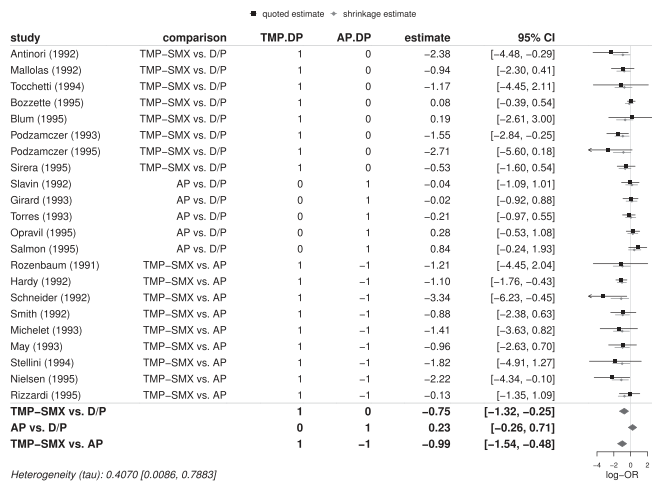 quoted estimate shrinkage estimate
study comparison TMP.DP AP.DP estimate 95% CI
Antinori (1992) TMP−SMX vs. D/P 1 0 −2.38 [−4.48, −0.29]
Mallolas (1992) TMP−SMX vs. D/P 1 0 −0.94 [−2.30, 0.41]
Tocchetti (1994) TMP−SMX vs. D/P 1 0 −1.17 [−4.45, 2.11]
Bozzette (1995) TMP−SMX vs. D/P 1 0 0.08 [−0.39, 0.54]
Blum (1995) TMP−SMX vs. D/P 1 0 0.19 [−2.61, 3.00]
Podzamczer (1993) TMP−SMX vs. D/P 1 0 −1.55 [−2.84, −0.25]
Podzamczer (1995) TMP−SMX vs. D/P 1 0 −2.71 [−5.60, 0.18]
Sirera (1995) TMP−SMX vs. D/P 1 0 −0.53 [−1.60, 0.54]
Slavin (1992) AP vs. D/P 0 1 −0.04 [−1.09, 1.01]
Girard (1993) AP vs. D/P 0 1 −0.02 [−0.92, 0.88]
Torres (1993) AP vs. D/P 0 1 −0.21 [−0.97, 0.55]
Opravil (1995) AP vs. D/P 0 1 0.28 [−0.53, 1.08]
Salmon (1995) AP vs. D/P 0 1 0.84 [−0.24, 1.93]
Rozenbaum (1991) TMP−SMX vs. AP 1 −1 −1.21 [−4.45, 2.04]
Hardy (1992) TMP−SMX vs. AP 1 −1 −1.10 [−1.76, −0.43]
Schneider (1992) TMP−SMX vs. AP 1 −1 −3.34 [−6.23, −0.45]
Smith (1992) TMP−SMX vs. AP 1 −1 −0.88 [−2.38, 0.63]
Michelet (1993) TMP−SMX vs. AP 1 −1 −1.41 [−3.63, 0.82]
May (1993) TMP−SMX vs. AP 1 −1 −0.96 [−2.63, 0.70]
Stellini (1994) TMP−SMX vs. AP 1 −1 −1.82 [−4.91, 1.27]
Nielsen (1995) TMP−SMX vs. AP 1 −1 −2.22 [−4.34, −0.10]
Rizzardi (1995) TMP−SMX vs. AP 1 −1 −0.13 [−1.35, 1.09]
TMP−SMX vs. D/P 1 0 −0.75 [−1.32, −0.25]
AP vs. D/P 0 1 0.23 [−0.26, 0.71]
TMP−SMX vs. AP 1 −1 −0.99 [−1.54, −0.48]
−4 −2 0 2
log−OR
Heterogeneity (tau): 0.4070 [0.0086, 0.7883]